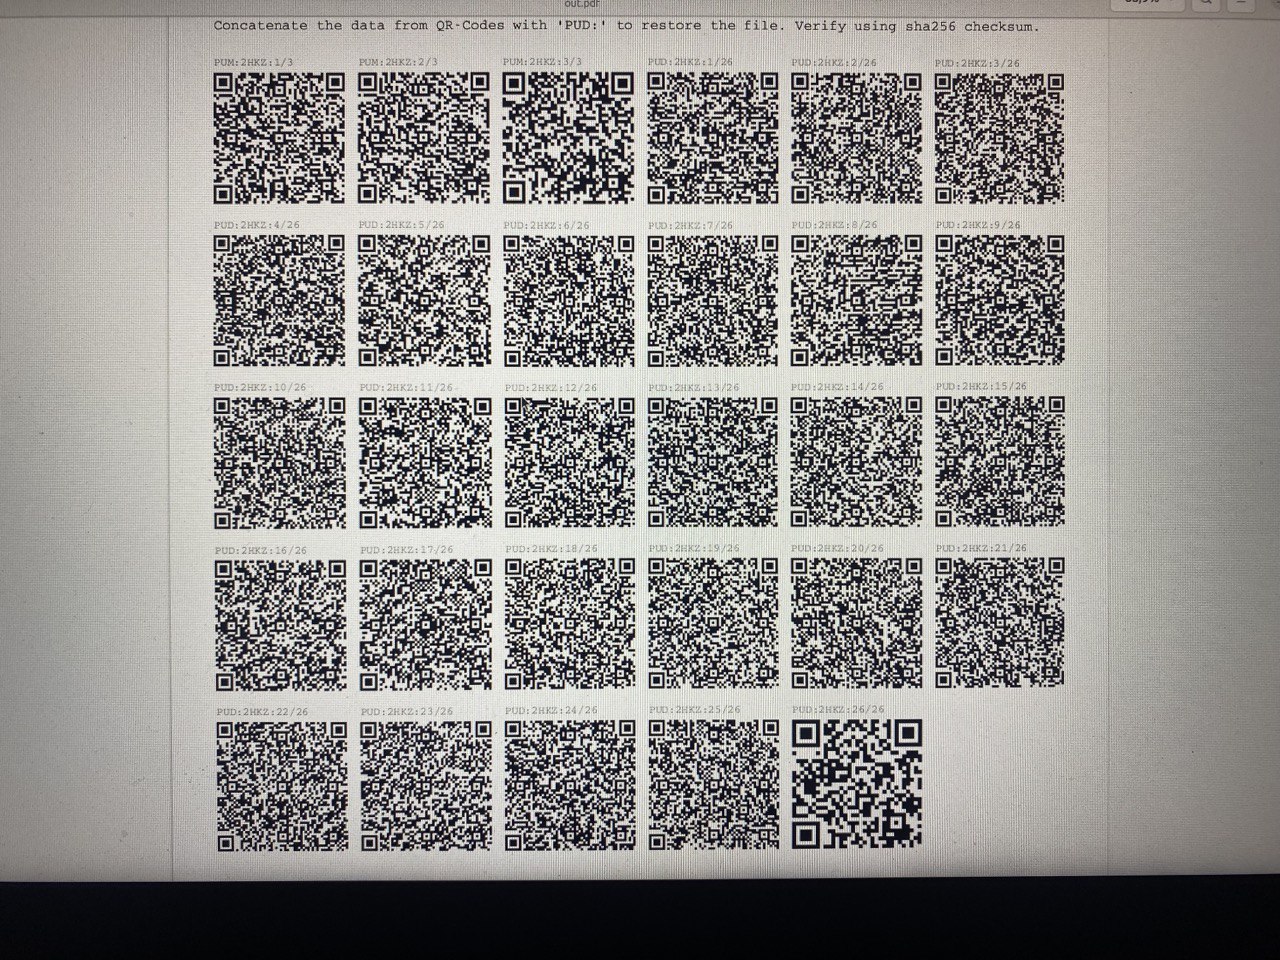 out.pdf
Concatenate the data from QR-Codes with 'PUD:' to restore the file. Verify using sha256 checksum.
PUM:2HKZ:1/3 PUM:2HKZ:2/3 PUM:2HKZ:3/3 PUD:2HKZ:1/26 PUD:2HKZ:2/26 PUD:2HKZ:3/26
PUD:2HKZ:4/26 PUD:2HKZ:5/26 PUD:2HKZ:6/26 PUD:2HKZ:7/26 PUD:2HKZ:8/26 PUD:2HKZ:9/26
PUD:2HKZ:10/26 PUD:2HKZ:11/26 PUD:2HKZ:12/26 PUD:2HKZ:13/26 PUD:2HKZ:14/26 PUD:2HKZ:15/26
PUD:2HKZ:16/26 PUD:2HKZ:17/26 PUD:2HKZ:18/26 PUD:2HKZ:19/26 PUD:2HKZ:20/26 PUD:2HKZ:21/26
PUD:2HKZ:22/26 PUD:2HKZ:23/26 PUD:2HKZ:24/26 PUD:2HKZ:25/26 PUD:2HKZ:26/26